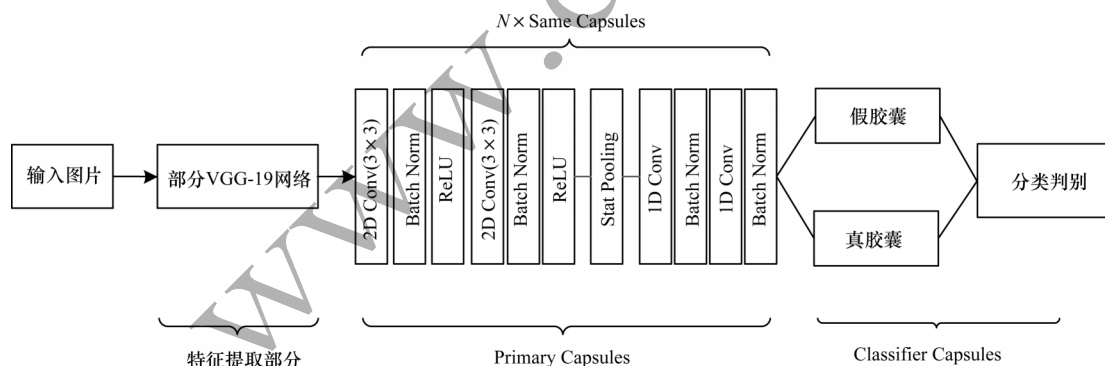 N × Same Capsules
输入图片
部分VGG-19网络
2D Conv(3 × 3)
Batch Norm
ReLU
2D Conv(3 × 3)
Batch Norm
ReLU
Stat Pooling
1D Conv
Batch Norm
1D Conv
Batch Norm
假胶囊
真胶囊
分类判别
特征提取部分
Primary Capsules
Classifier Capsules
www.c